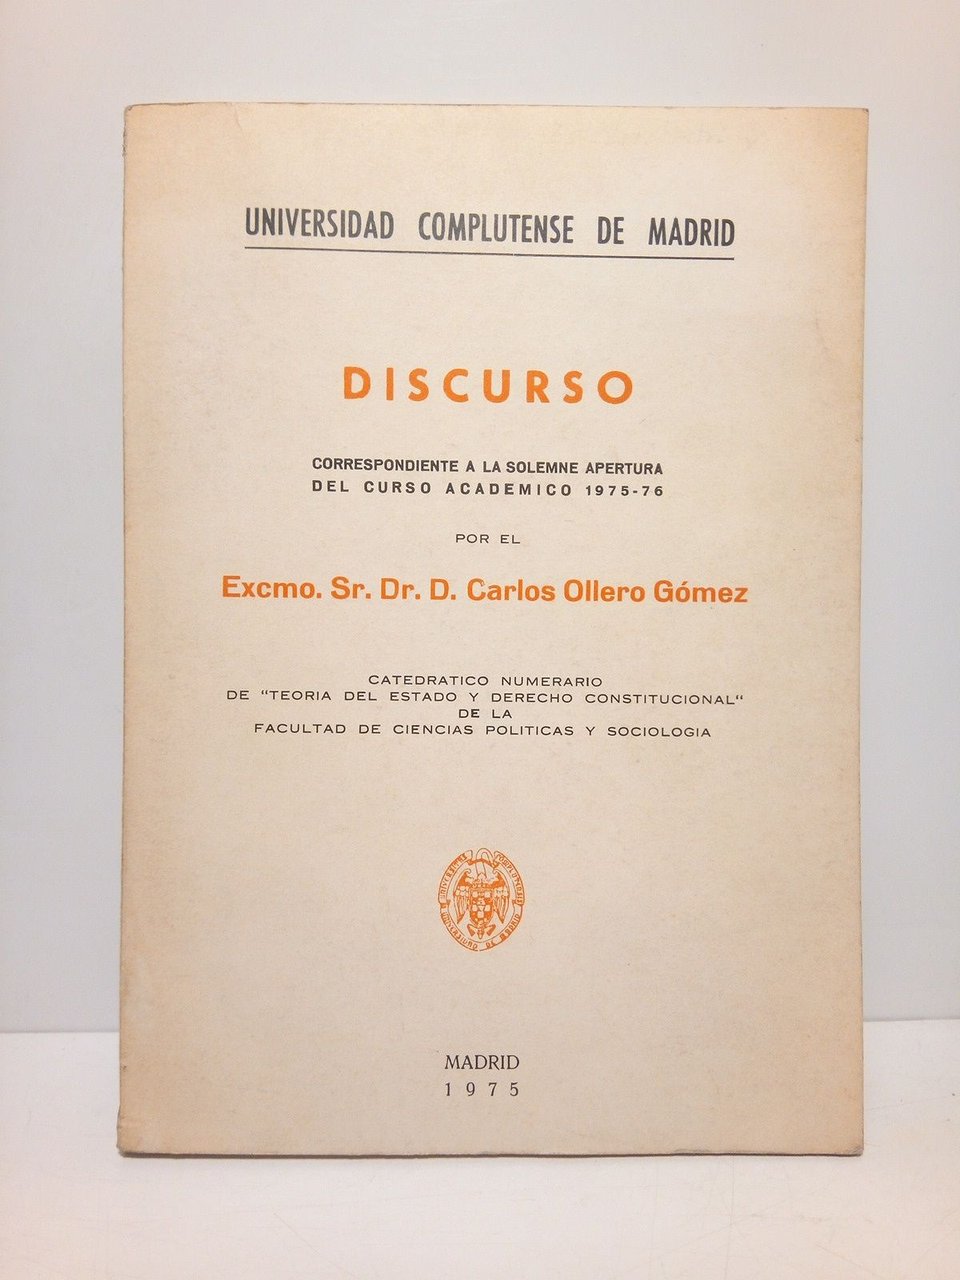 UNIVERSIDAD COMPLUTENSE DE MADRID
DISCURSO
CORRESPONDIENTE A LA SOLEMNE APERTURA
DEL CURSO ACADEMICO 1975-76
POR EL
Excmo. Sr. Dr. D. Carlos Ollero Gómez
CATEDRATICO NUMERARIO
DE "TEORIA DEL ESTADO Y DERECHO CONSTITUCIONAL"
DE LA
FACULTAD DE CIENCIAS POLITICAS Y SOCIOLOGIA
MADRID
1975